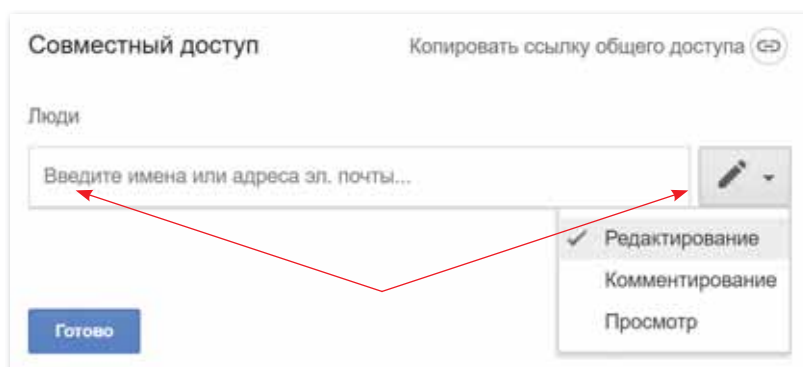 Совместный доступ
Копировать ссылку общего доступа
Люди
Введите имена или адреса эл. почты...
Редактирование
Комментирование
Просмотр
Готово